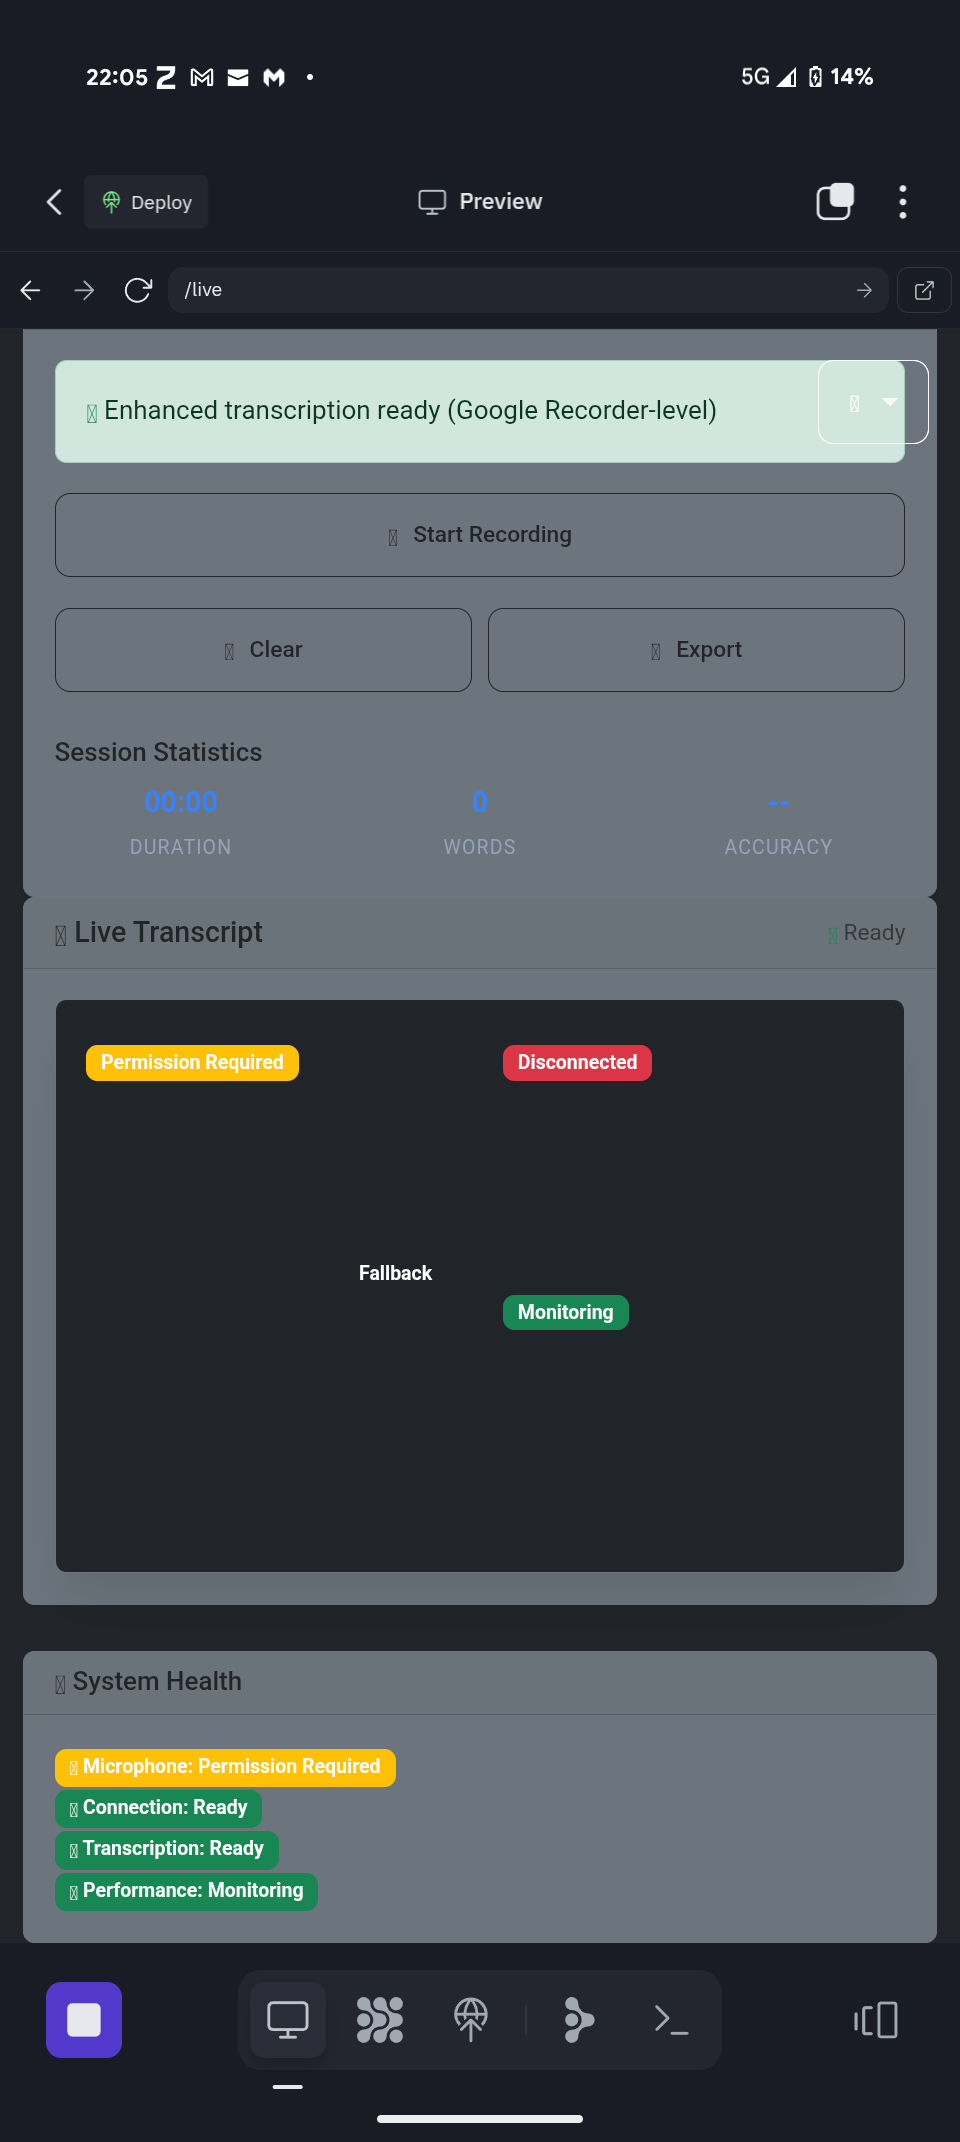 22:05
5G 14%
Deploy
Preview
/live
Enhanced transcription ready (Google Recorder-level)
Start Recording
Clear
Export
Session Statistics
00:00
0
--
DURATION
WORDS
ACCURACY
Live Transcript
Ready
Permission Required
Disconnected
Fallback
Monitoring
System Health
Microphone: Permission Required
Connection: Ready
Transcription: Ready
Performance: Monitoring